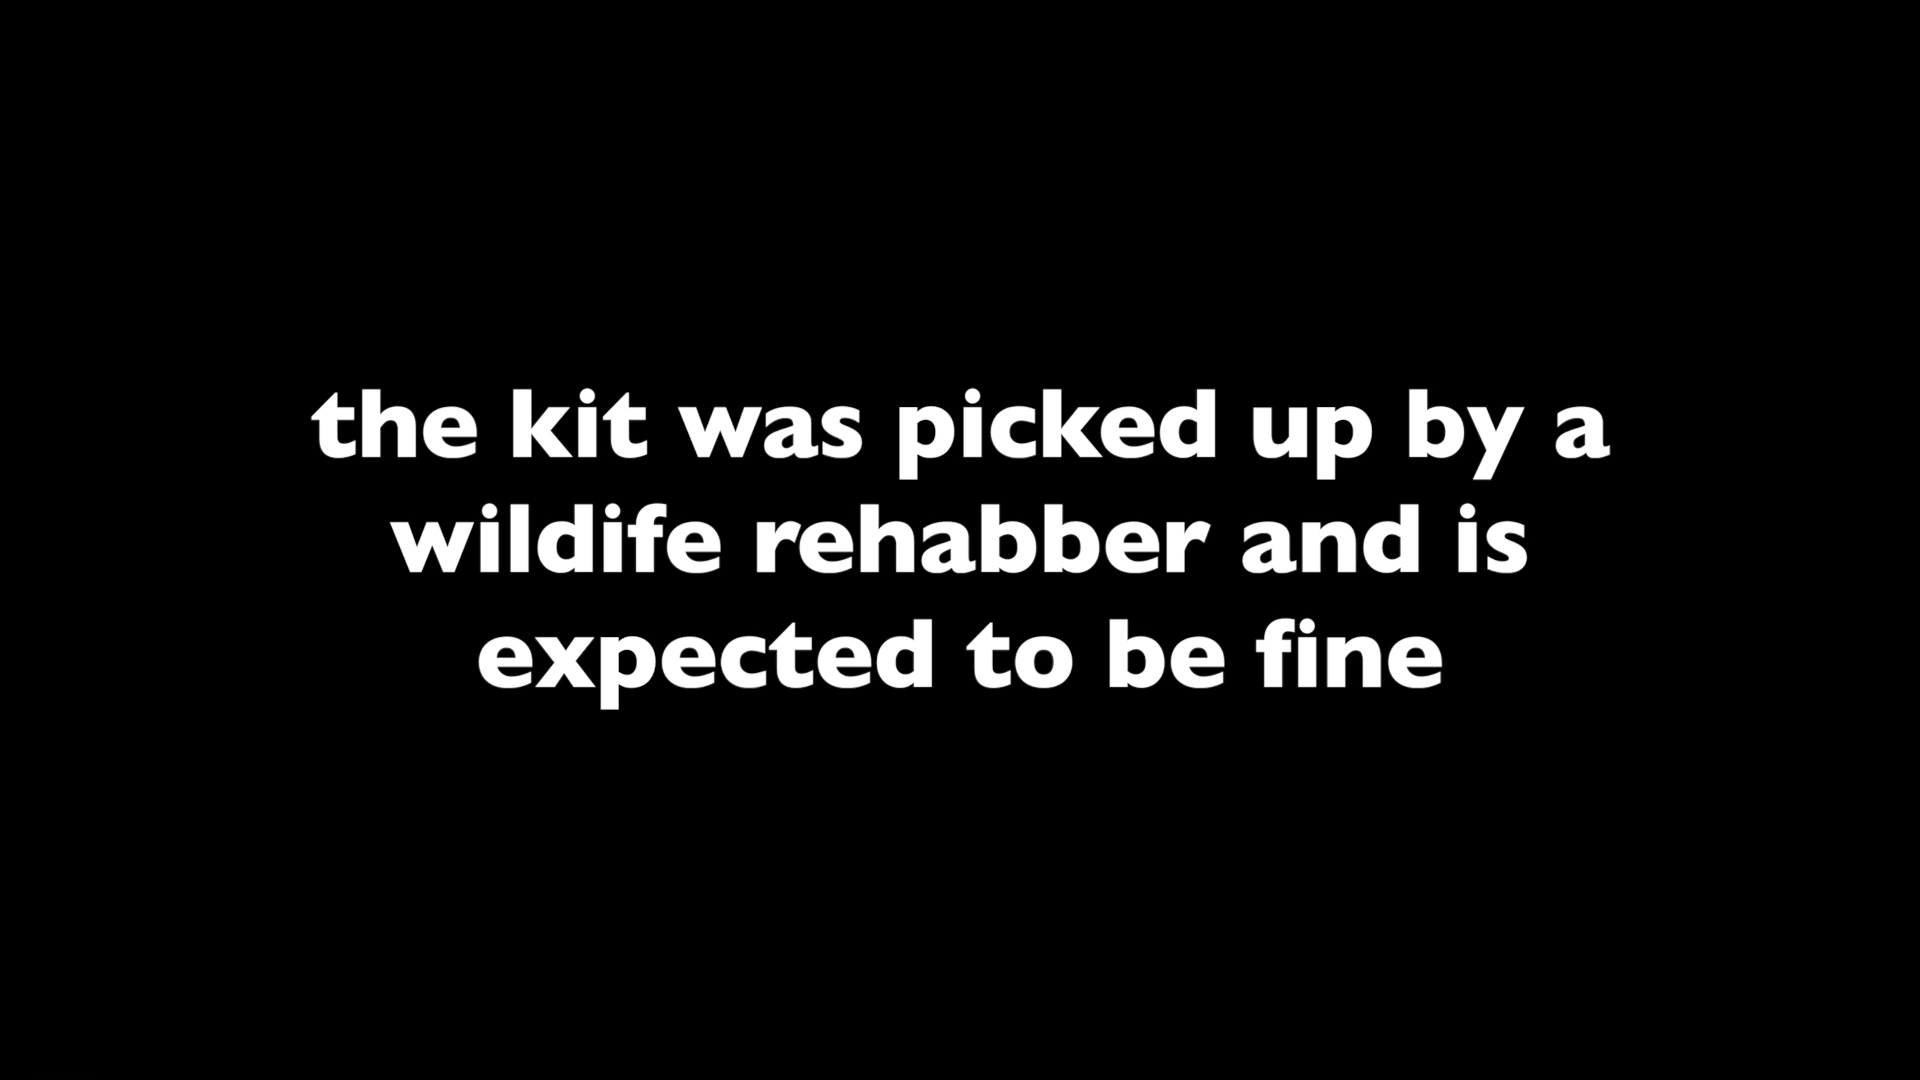 the kit was picked up by a
wildife rehabber and is
expected to be fine